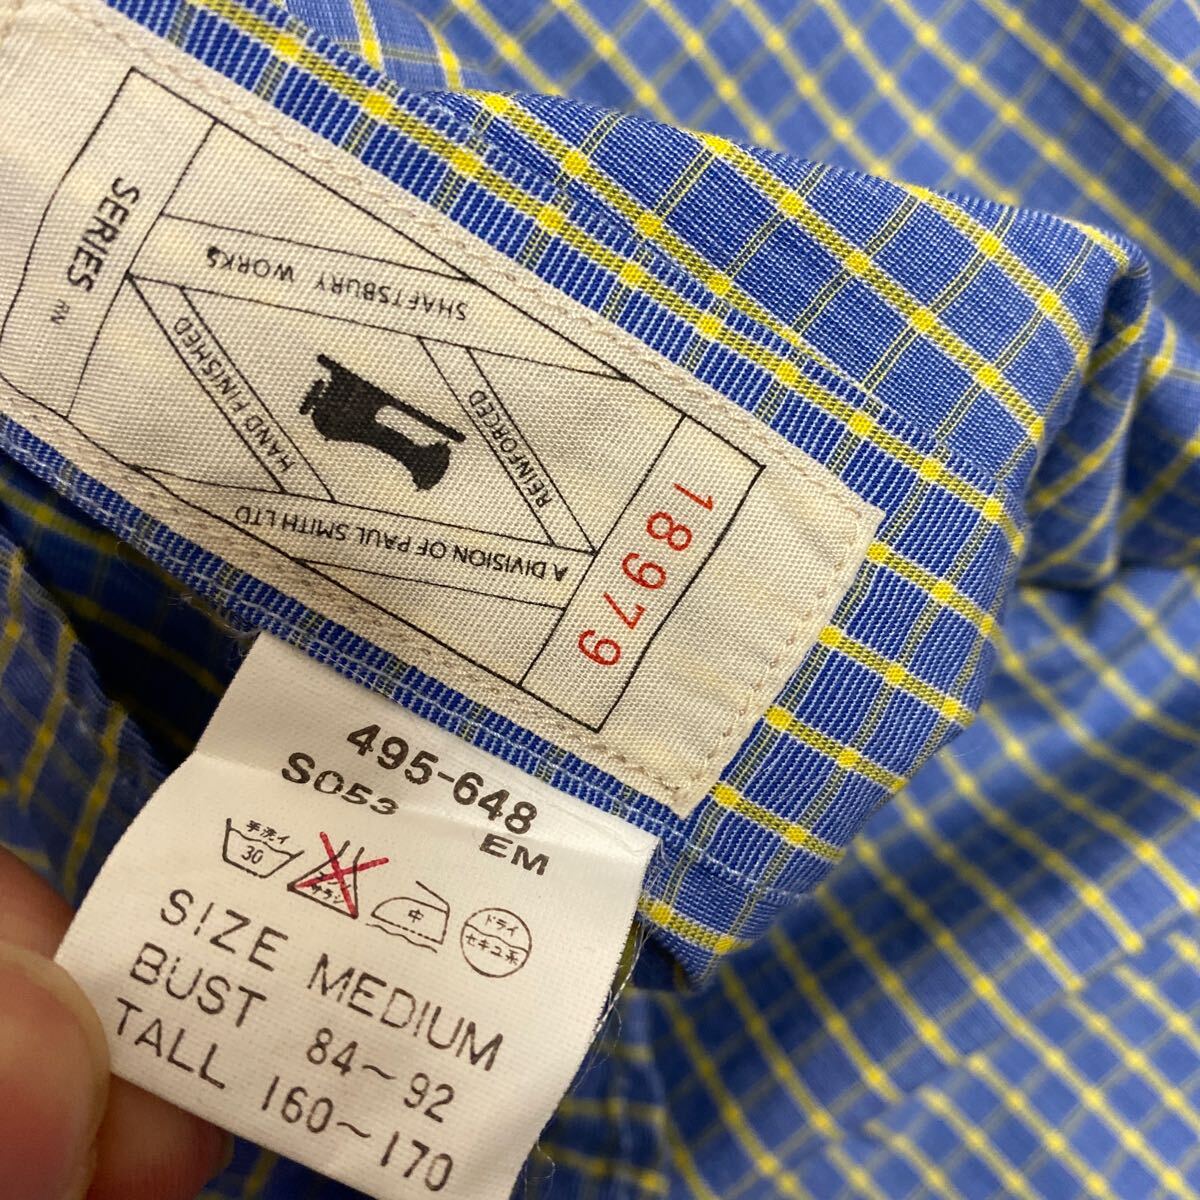 SERIES RN
SHAFTSBURY WORKS
HAND FINISHED
REINFORCED
A DIVISION OF PAUL SMITH LTD
18979
495-648
S053 EM
手洗イ
30
中
ドライ
セキユ系
SIZE MEDIUM
BUST 84~92
TALL 160~170